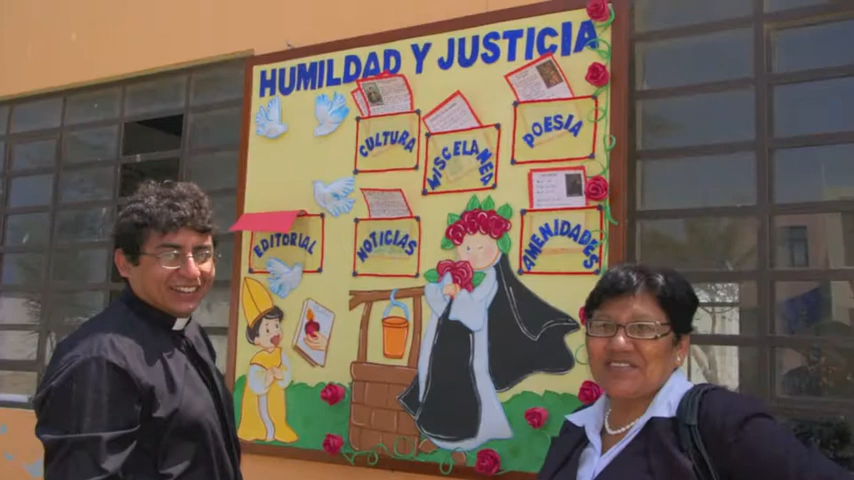 HUMILDAD Y JUSTICIA
CULTURA
MISCELANEA
POESIA
EDITORIAL
NOTICIAS
AMENIDADES